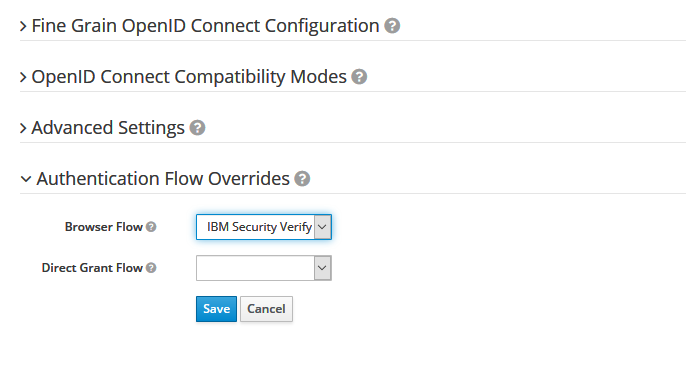 Fine Grain OpenID Connect Configuration
OpenID Connect Compatibility Modes
Advanced Settings
Authentication Flow Overrides
Browser Flow IBM Security Verify
Direct Grant Flow
Save Cancel